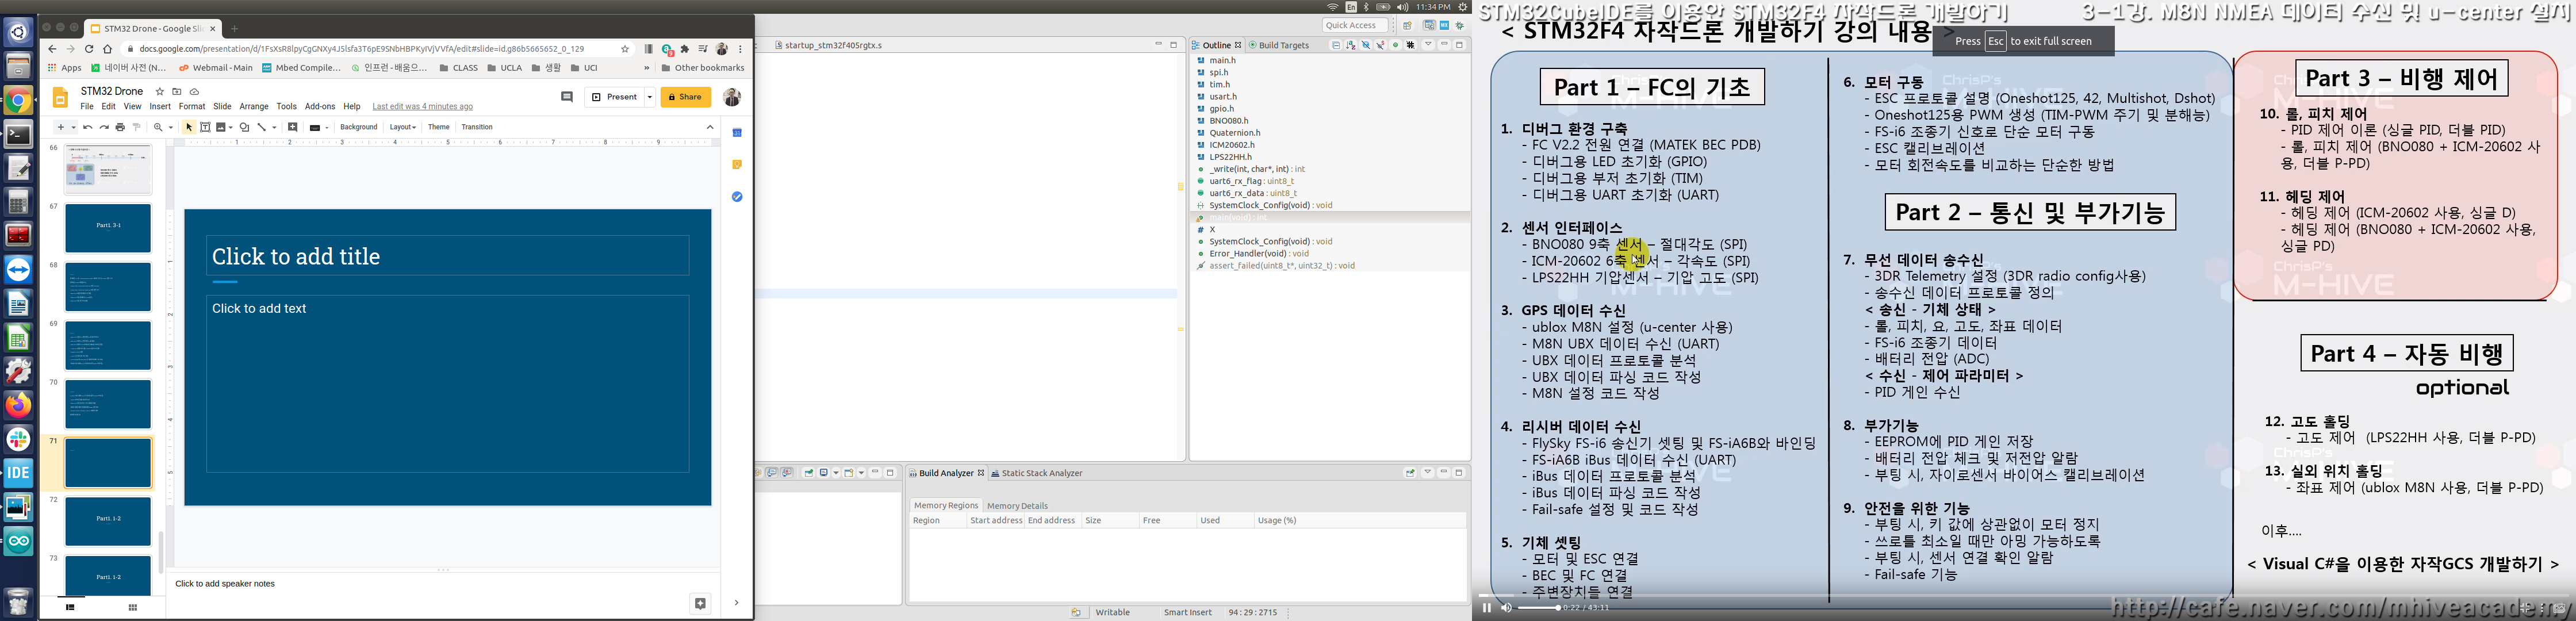 11:34 PM
STM32 Drone - Google Sli
docs.google.com/presentation/d/1FsXsR8lpyCgGNXy4J5lsfa3T6pE9SNbHBPKyIVjVVfA/edit#slide=id.g86b5665652_0_129
Apps
네이버 사전 (N...
Webmail - Main
Mbed Compile...
인프런 - 배움으...
CLASS
UCLA
생활
UCI
Other bookmarks
STM32 Drone
File Edit View Insert Format Slide Arrange Tools Add-ons Help Last edit was 4 minutes ago
Present
Share
Background Layout Theme Transition
66
67
Part1. 3-1
68
69
70
71
72
Part1. 1-2
73
Part1. 1-2
Click to add title
Click to add text
Click to add speaker notes
IDE
startup_stm32f405rgtx.s
Quick Access
Outline
Build Targets
main.h
spi.h
tim.h
usart.h
gpio.h
BNO080.h
Quaternion.h
ICM20602.h
LPS22HH.h
_write(int, char*, int) : int
uart6_rx_flag : uint8_t
uart6_rx_data : uint8_t
SystemClock_Config(void) : void
main(void) : int
X
SystemClock_Config(void) : void
Error_Handler(void) : void
assert_failed(uint8_t*, uint32_t) : void
Build Analyzer
Static Stack Analyzer
Memory Regions
Memory Details
Region Start address End address Size Free Used Usage (%)
Writable
Smart Insert
94 : 29 : 2715
STM32CubeIDE를 이용한 STM32F4 자작드론 개발하기
3-1강. M8N NMEA 데이터 수신 및 u-center 설치
< STM32F4 자작드론 개발하기 강의 내용 >
Press Esc to exit full screen
Part 1 – FC의 기초
1. 디버그 환경 구축
- FC V2.2 전원 연결 (MATEK BEC PDB)
- 디버그용 LED 초기화 (GPIO)
- 디버그용 부저 초기화 (TIM)
- 디버그용 UART 초기화 (UART)
2. 센서 인터페이스
- BNO080 9축 센서 – 절대각도 (SPI)
- ICM-20602 6축 센서 – 각속도 (SPI)
- LPS22HH 기압센서 – 기압 고도 (SPI)
3. GPS 데이터 수신
- ublox M8N 설정 (u-center 사용)
- M8N UBX 데이터 수신 (UART)
- UBX 데이터 프로토콜 분석
- UBX 데이터 파싱 코드 작성
- M8N 설정 코드 작성
4. 리시버 데이터 수신
- FlySky FS-i6 송신기 셋팅 및 FS-iA6B와 바인딩
- FS-iA6B iBus 데이터 수신 (UART)
- iBus 데이터 프로토콜 분석
- iBus 데이터 파싱 코드 작성
- Fail-safe 설정 및 코드 작성
5. 기체 셋팅
- 모터 및 ESC 연결
- BEC 및 FC 연결
- 주변장치들 연결
6. 모터 구동
- ESC 프로토콜 설명 (Oneshot125, 42, Multishot, Dshot)
- Oneshot125용 PWM 생성 (TIM-PWM 주기 및 분해능)
- FS-i6 조종기 신호로 단순 모터 구동
- ESC 캘리브레이션
- 모터 회전속도를 비교하는 단순한 방법
Part 2 – 통신 및 부가기능
7. 무선 데이터 송수신
- 3DR Telemetry 설정 (3DR radio config사용)
- 송수신 데이터 프로토콜 정의
< 송신 - 기체 상태 >
- 롤, 피치, 요, 고도, 좌표 데이터
- FS-i6 조종기 데이터
- 배터리 전압 (ADC)
< 수신 - 제어 파라미터 >
- PID 게인 수신
8. 부가기능
- EEPROM에 PID 게인 저장
- 배터리 전압 체크 및 저전압 알람
- 부팅 시, 자이로센서 바이어스 캘리브레이션
9. 안전을 위한 기능
- 부팅 시, 키 값에 상관없이 모터 정지
- 쓰로틀 최소일 때만 아밍 가능하도록
- 부팅 시, 센서 연결 확인 알람
- Fail-safe 기능
Part 3 – 비행 제어
10. 롤, 피치 제어
- PID 제어 이론 (싱글 PID, 더블 PID)
- 롤, 피치 제어 (BNO080 + ICM-20602 사
용, 더블 P-PD)
11. 헤딩 제어
- 헤딩 제어 (ICM-20602 사용, 싱글 D)
- 헤딩 제어 (BNO080 + ICM-20602 사용,
싱글 PD)
Part 4 – 자동 비행
optional
12. 고도 홀딩
- 고도 제어 (LPS22HH 사용, 더블 P-PD)
13. 실외 위치 홀딩
- 좌표 제어 (ublox M8N 사용, 더블 P-PD)
이후....
< Visual C#을 이용한 자작GCS 개발하기 >
ChrisP's
M-HIVE
0:22 / 43:11
http://cafe.naver.com/mhiveacademy